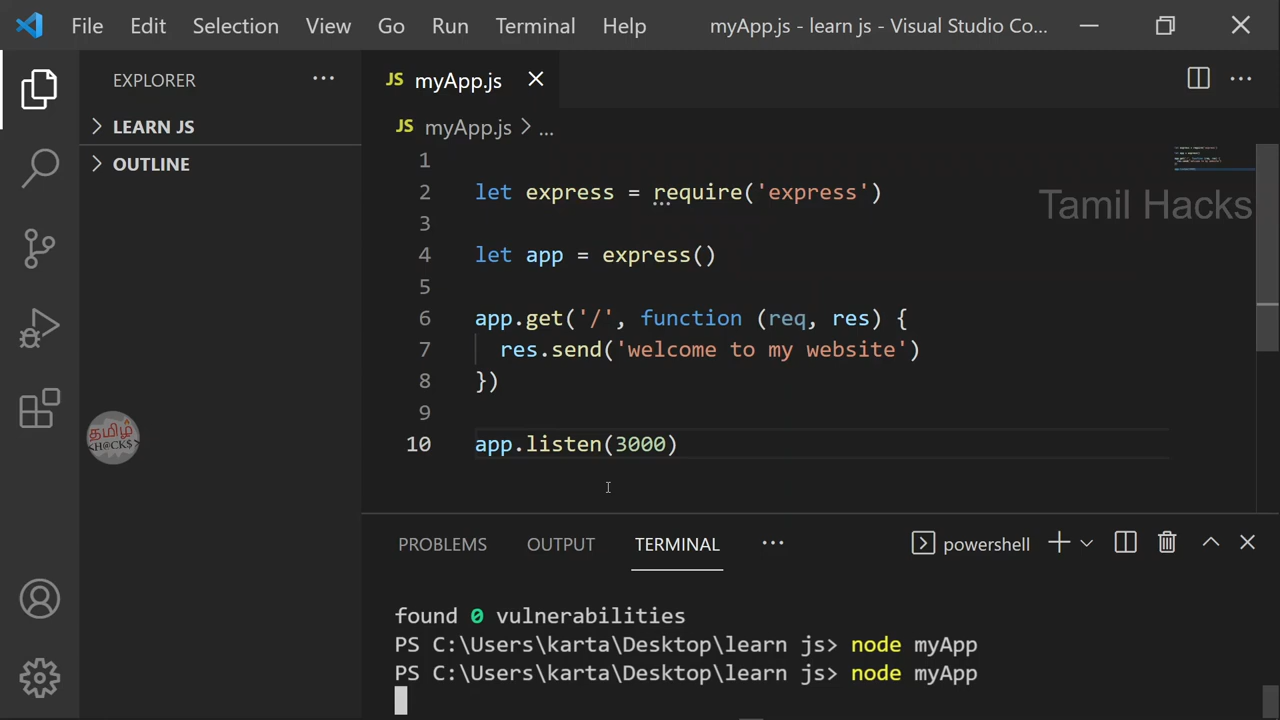 File Edit Selection View Go Run Terminal Help myApp.js - learn js - Visual Studio Co...
EXPLORER ...
LEARN JS
OUTLINE
JS myApp.js
JS myApp.js > ...
1
2 let express = require('express')
3
4 let app = express()
5
6 app.get('/', function (req, res) {
7 res.send('welcome to my website')
8 })
9
10 app.listen(3000)
Tamil Hacks
தமிழ்
<H@CK$>
PROBLEMS OUTPUT TERMINAL ... powershell
found 0 vulnerabilities
PS C:\Users\karta\Desktop\learn js> node myApp
PS C:\Users\karta\Desktop\learn js> node myApp